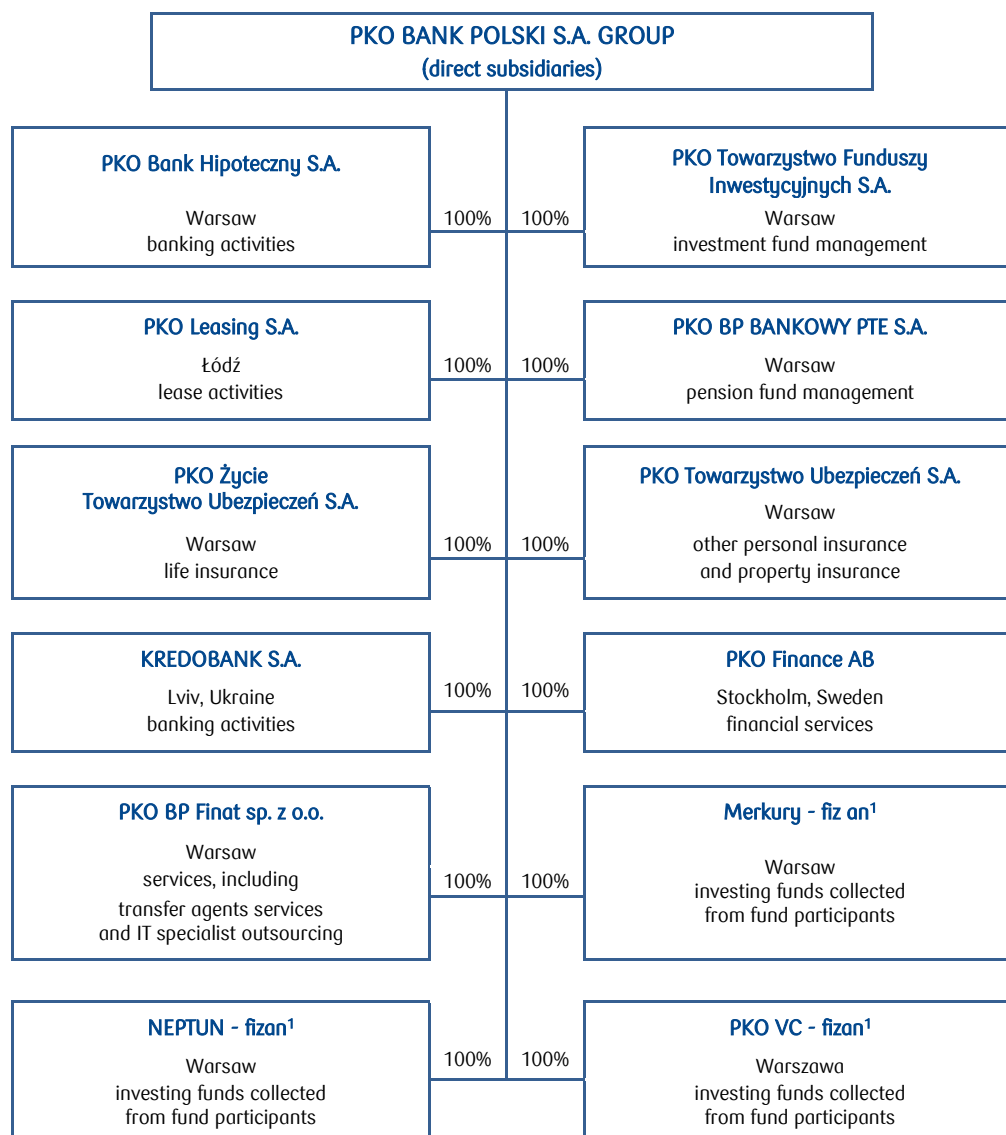 PKO BANK POLSKI S.A. GROUP
(direct subsidiaries)
PKO Bank Hipoteczny S.A.
Warsaw
banking activities
100%
100%
PKO Towarzystwo Funduszy
Inwestycyjnych S.A.
Warsaw
investment fund management
PKO Leasing S.A.
Łódź
lease activities
100%
100%
PKO BP BANKOWY PTE S.A.
Warsaw
pension fund management
PKO Życie
Towarzystwo Ubezpieczeń S.A.
Warsaw
life insurance
100%
100%
PKO Towarzystwo Ubezpieczeń S.A.
Warsaw
other personal insurance
and property insurance
KREDOBANK S.A.
Lviv, Ukraine
banking activities
100%
100%
PKO Finance AB
Stockholm, Sweden
financial services
PKO BP Finat sp. z o.o.
Warsaw
services, including
transfer agents services
and IT specialist outsourcing
100%
100%
Merkury - fiz an¹
Warsaw
investing funds collected
from fund participants
NEPTUN - fizan¹
Warsaw
investing funds collected
from fund participants
100%
100%
PKO VC - fizan¹
Warszawa
investing funds collected
from fund participants